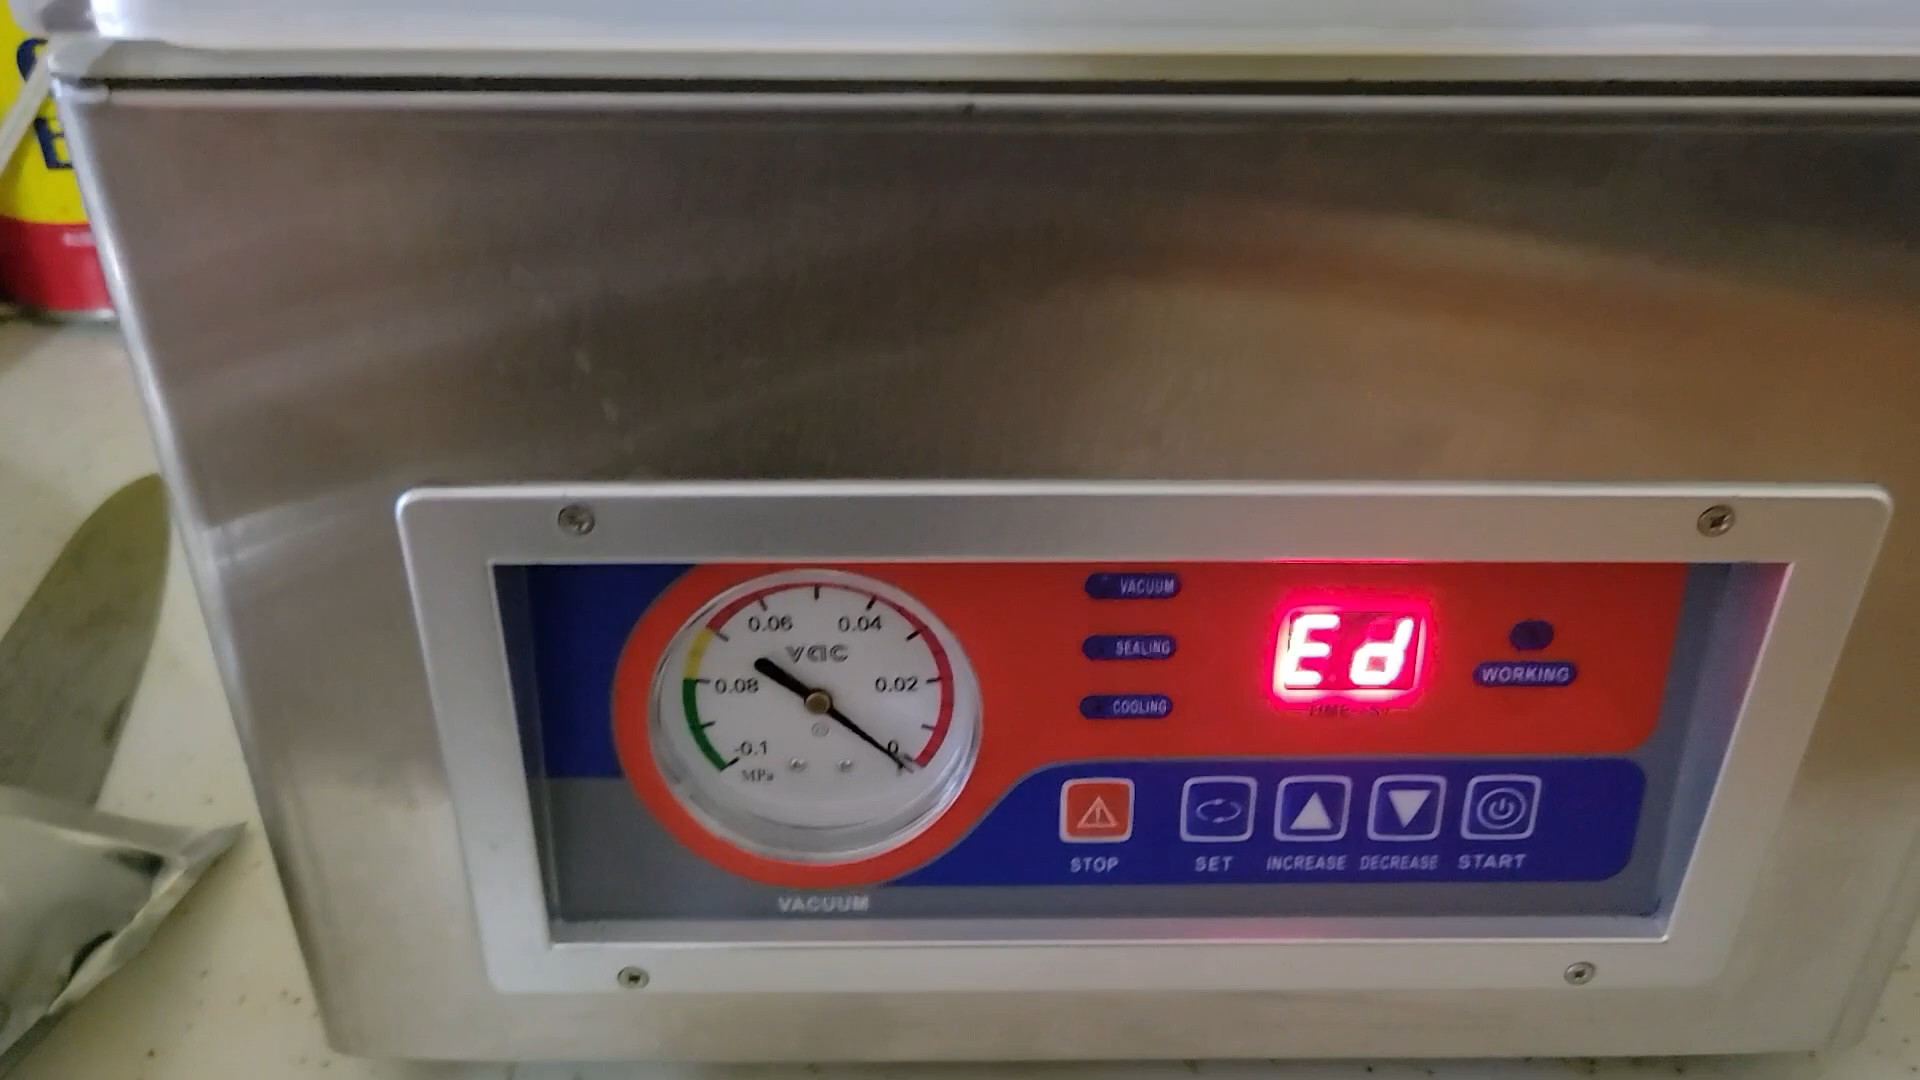 VACUUM
0.06
0.04
vac
SEALING
Ed
WORKING
0.08
0.02
COOLING
-0.1
0
MPa
STOP
SET
INCREASE
DECREASE
START
VACUUM